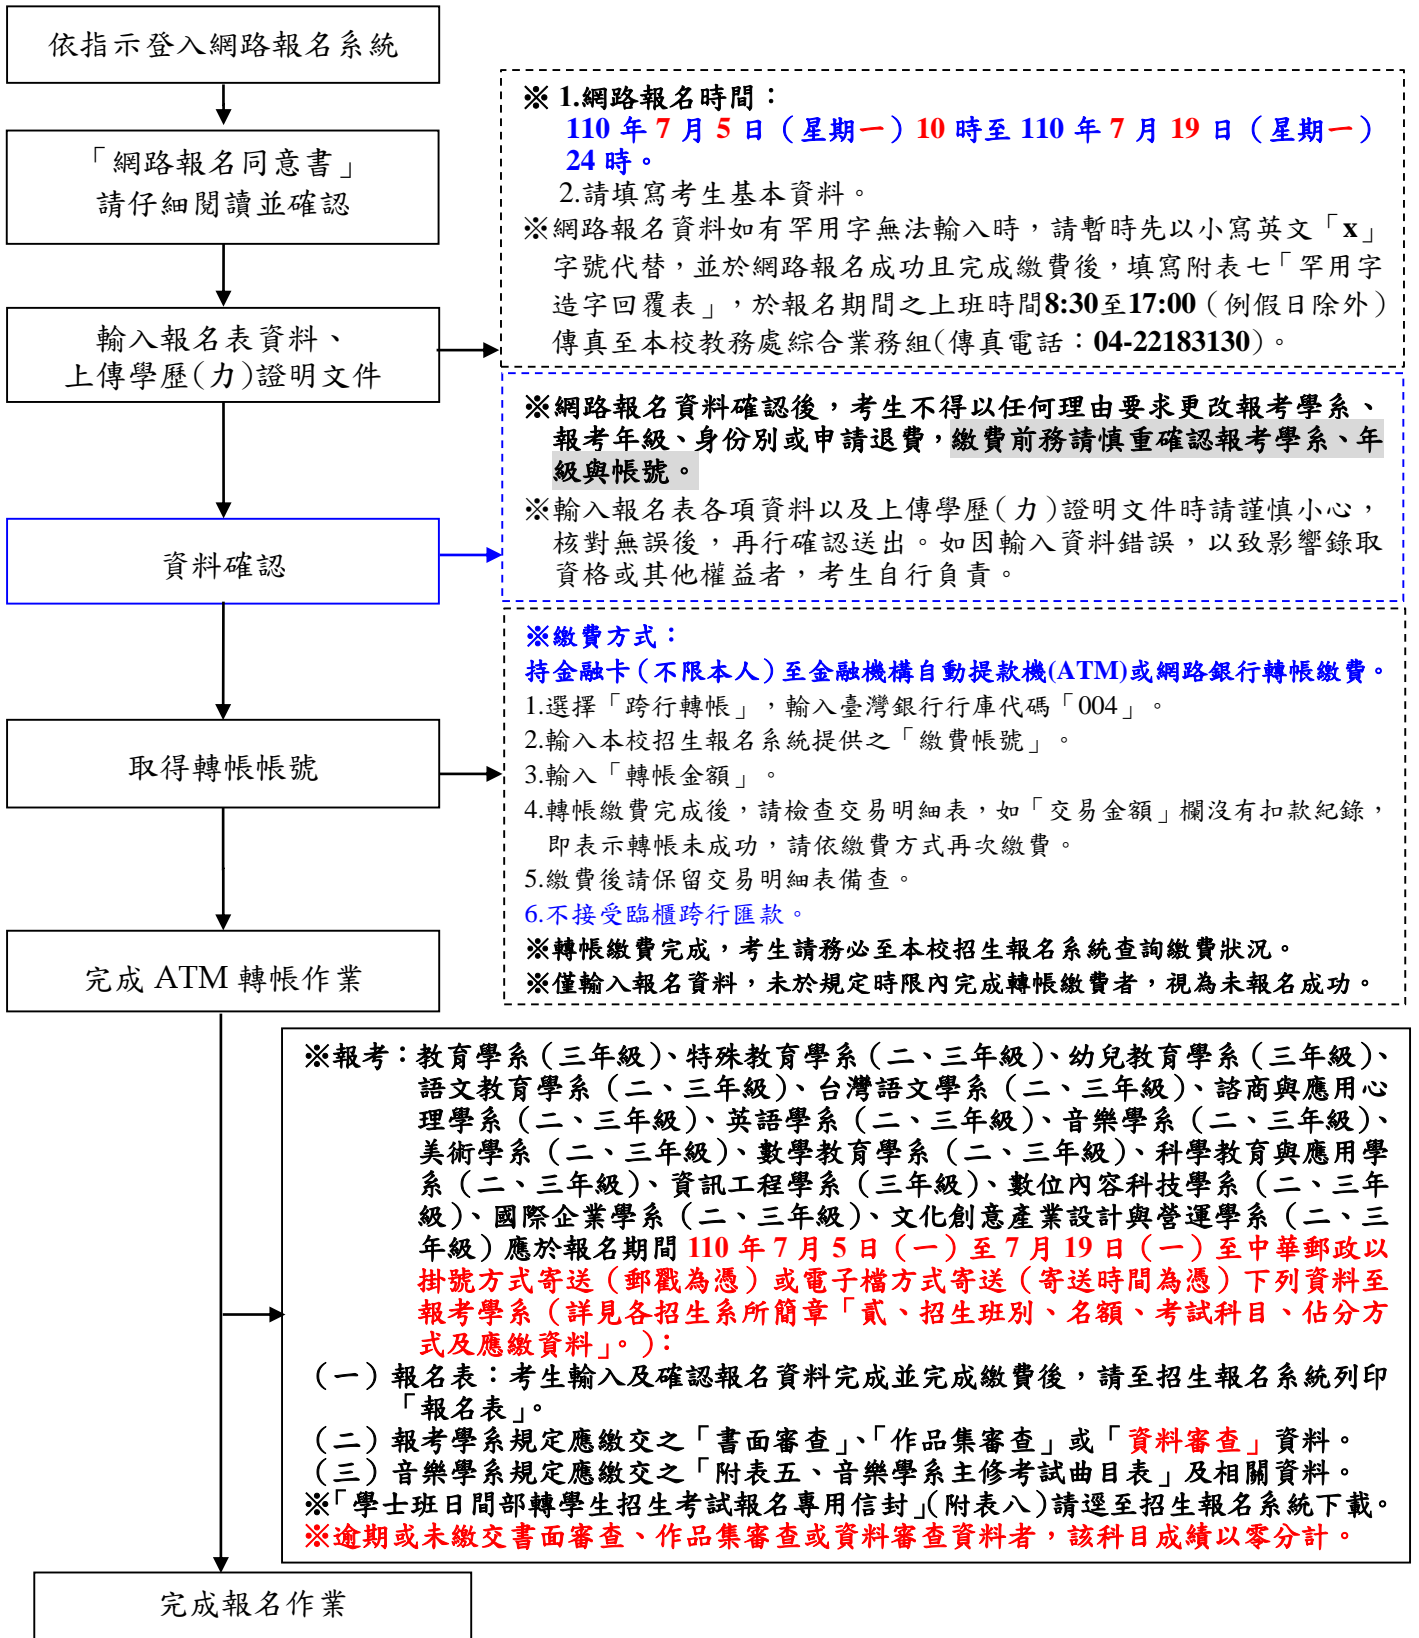 依指示登入網路報名系統
「網路報名同意書」
請仔細閱讀並確認
輸入報名表資料、
上傳學歷(力)證明文件
※ 1.網路報名時間：
110 年 7 月 5 日（星期一）10 時至 110 年 7 月 19 日（星期一）
24 時。
2.請填寫考生基本資料。
※網路報名資料如有罕用字無法輸入時，請暫時先以小寫英文「x」
字號代替，並於網路報名成功且完成繳費後，填寫附表七「罕用字
造字回覆表」，於報名期間之上班時間8:30至17:00（例假日除外）
傳真至本校教務處綜合業務組(傳真電話：04-22183130)。
資料確認
※網路報名資料確認後，考生不得以任何理由要求更改報考學系、
報考年級、身份別或申請退費，繳費前務請慎重確認報考學系、年
級與帳號。
※輸入報名表各項資料以及上傳學歷(力)證明文件時請謹慎小心，
核對無誤後，再行確認送出。如因輸入資料錯誤，以致影響錄取
資格或其他權益者，考生自行負責。
取得轉帳帳號
※繳費方式：
持金融卡（不限本人）至金融機構自動提款機(ATM)或網路銀行轉帳繳費。
1.選擇「跨行轉帳」，輸入臺灣銀行行庫代碼「004」。
2.輸入本校招生報名系統提供之「繳費帳號」。
3.輸入「轉帳金額」。
4.轉帳繳費完成後，請檢查交易明細表，如「交易金額」欄沒有扣款紀錄，
即表示轉帳未成功，請依繳費方式再次繳費。
5.繳費後請保留交易明細表備查。
6.不接受臨櫃跨行匯款。
※轉帳繳費完成，考生請務必至本校招生報名系統查詢繳費狀況。
※僅輸入報名資料，未於規定時限內完成轉帳繳費者，視為未報名成功。
完成 ATM 轉帳作業
※報考：教育學系（三年級）、特殊教育學系（二、三年級）、幼兒教育學系（三年級）、
語文教育學系（二、三年級）、台灣語文學系（二、三年級）、諮商與應用心
理學系（二、三年級）、英語學系（二、三年級）、音樂學系（二、三年級）、
美術學系（二、三年級）、數學教育學系（二、三年級）、科學教育與應用學
系（二、三年級）、資訊工程學系（三年級）、數位內容科技學系（二、三年
級）、國際企業學系（二、三年級）、文化創意產業設計與營運學系（二、三
年級）應於報名期間 110 年 7 月 5 日（一）至 7 月 19 日（一）至中華郵政以
掛號方式寄送（郵戳為憑）或電子檔方式寄送（寄送時間為憑）下列資料至
報考學系（詳見各招生系所簡章「貳、招生班別、名額、考試科目、佔分方
式及應繳資料」。）：
（一）報名表：考生輸入及確認報名資料完成並完成繳費後，請至招生報名系統列印
「報名表」。
（二）報考學系規定應繳交之「書面審查」、「作品集審查」或「資料審查」資料。
（三）音樂學系規定應繳交之「附表五、音樂學系主修考試曲目表」及相關資料。
※「學士班日間部轉學生招生考試報名專用信封」(附表八)請逕至招生報名系統下載。
※逾期或未繳交書面審查、作品集審查或資料審查資料者，該科目成績以零分計。
完成報名作業